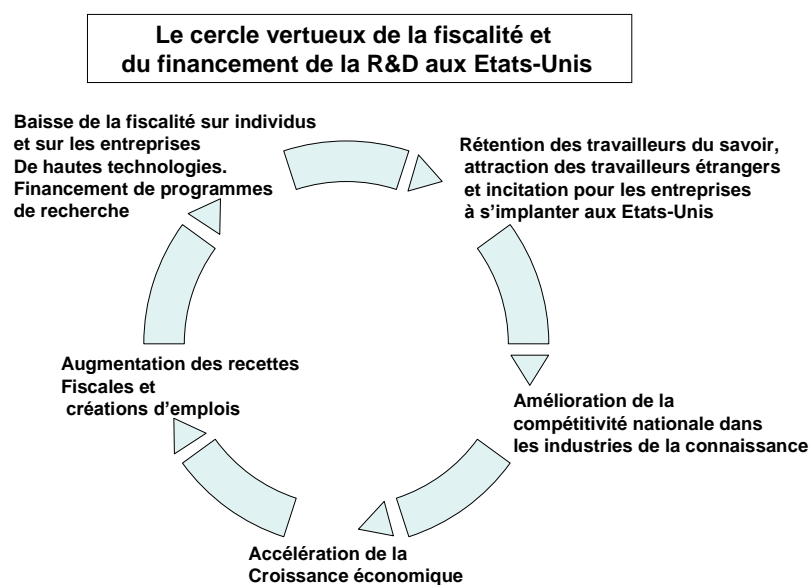 Le cercle vertueux de la fiscalité et
du financement de la R&D aux Etats-Unis
Baisse de la fiscalité sur individus
et sur les entreprises
De hautes technologies.
Financement de programmes
de recherche
Rétention des travailleurs du savoir,
attraction des travailleurs étrangers
et incitation pour les entreprises
à s’implanter aux Etats-Unis
Amélioration de la
compétitivité nationale dans
les industries de la connaissance
Accélération de la
Croissance économique
Augmentation des recettes
Fiscales et
créations d’emplois